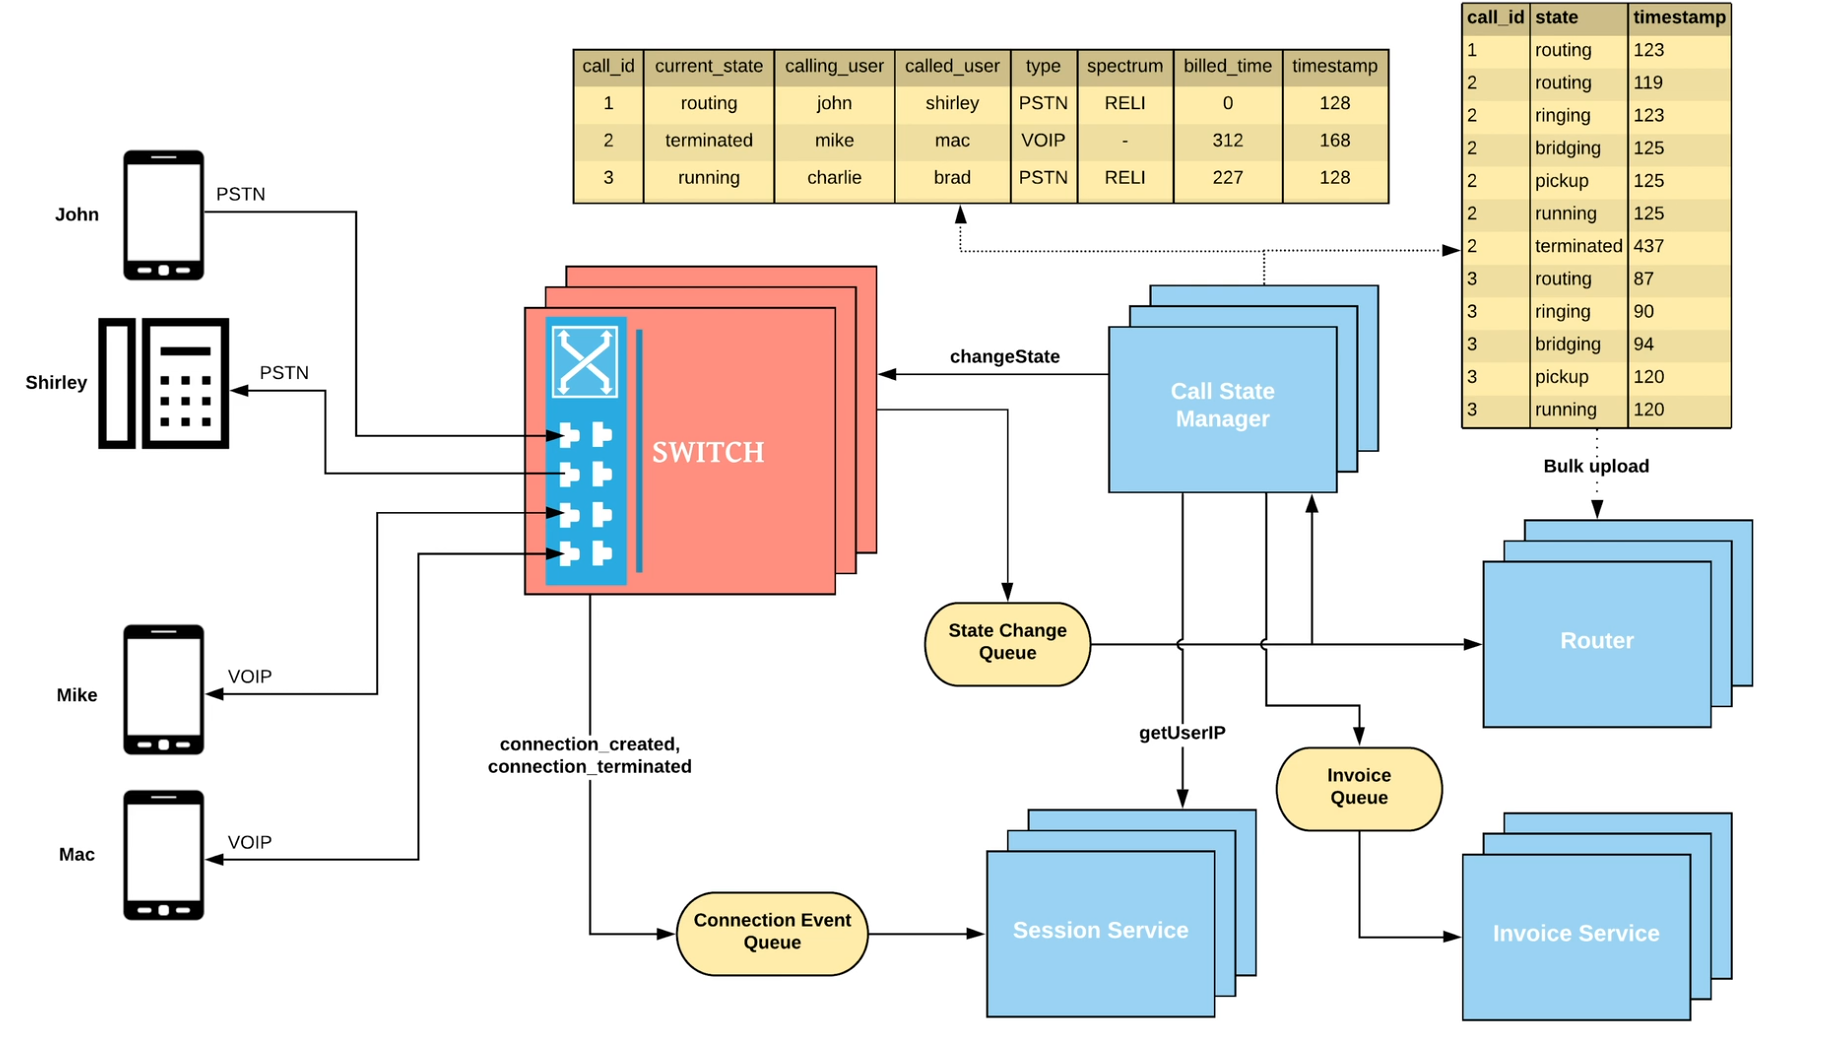 call_id current_state calling_user called_user type spectrum billed_time timestamp
1 routing john shirley PSTN RELI 0 128
2 terminated mike mac VOIP - 312 168
3 running charlie brad PSTN RELI 227 128
call_id state timestamp
1 routing 123
2 routing 119
2 ringing 123
2 bridging 125
2 pickup 125
2 running 125
2 terminated 437
3 routing 87
3 ringing 90
3 bridging 94
3 pickup 120
3 running 120
Bulk upload
John
PSTN
Shirley
PSTN
Mike
VOIP
Mac
VOIP
SWITCH
changeState
Call State
Manager
State Change
Queue
Router
connection_created,
connection_terminated
getUserIP
Invoice
Queue
Connection Event
Queue
Session Service
Invoice Service